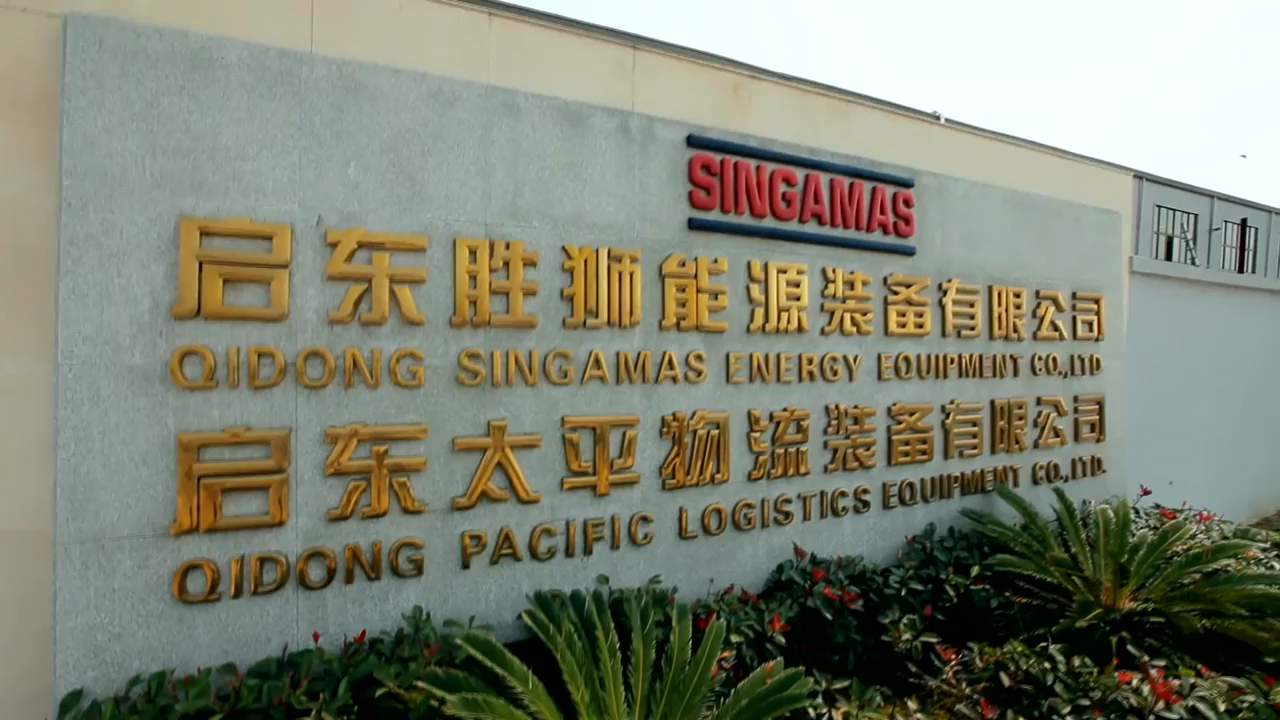 SINGAMAS
启东胜狮能源装备有限公司
QIDONG SINGAMAS ENERGY EQUIPMENT CO.,LTD
启东太平物流装备有限公司
QIDONG PACIFIC LOGISTICS EQUIPMENT CO.,LTD.